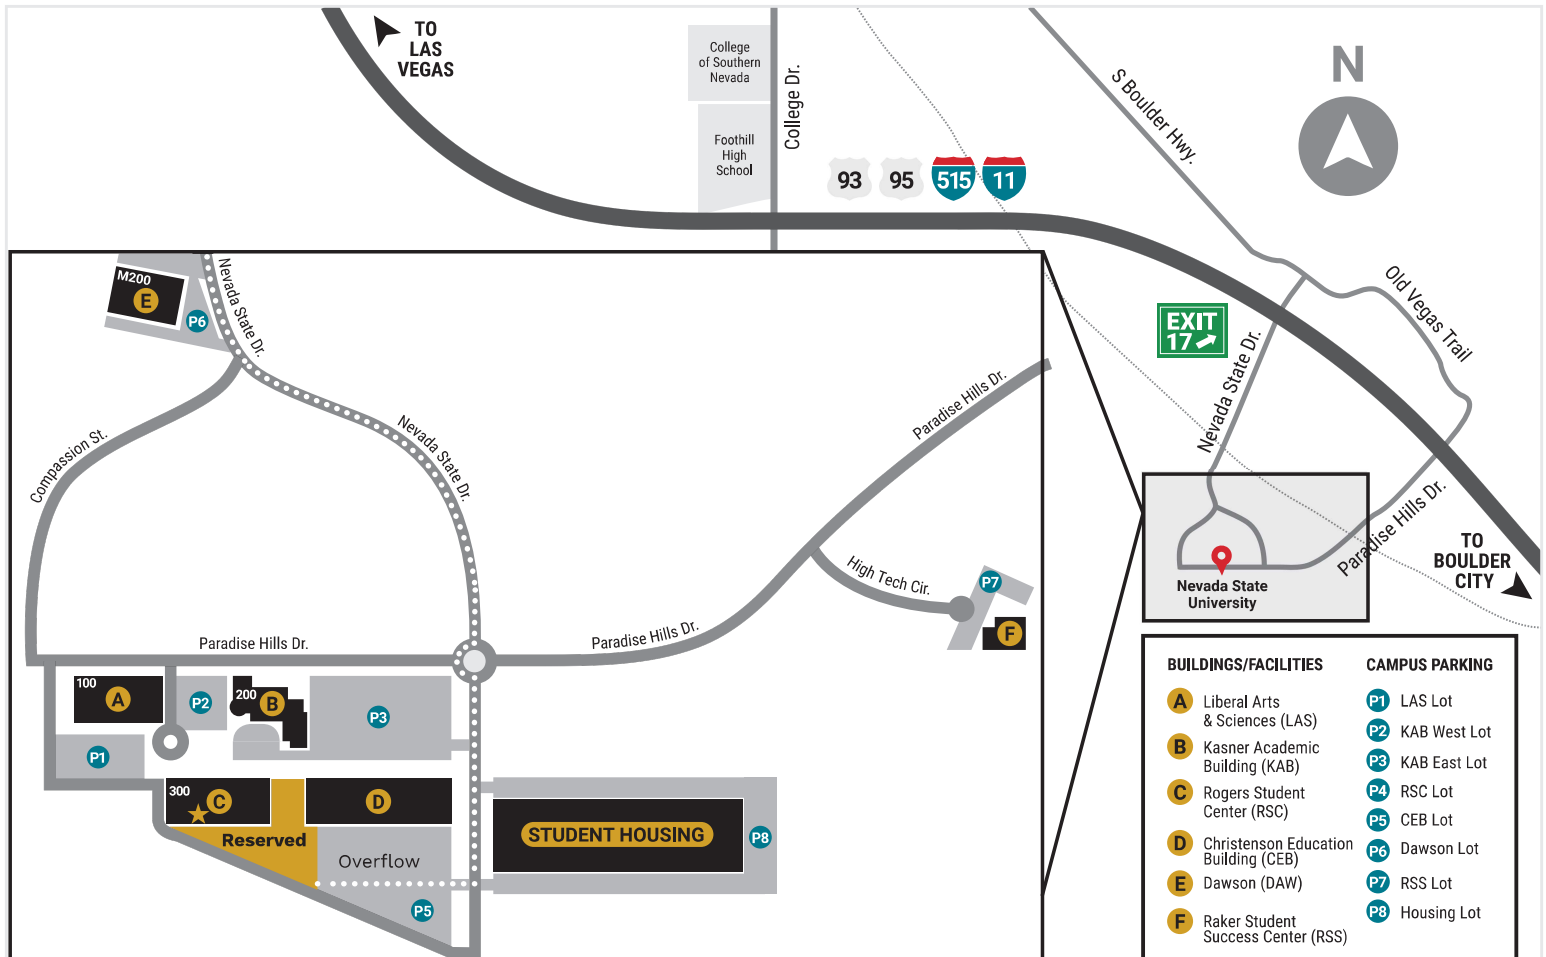 TO
LAS
VEGAS
College
of Southern
Nevada
Foothill
High
School
College Dr.
93
95
515
11
S Boulder Hwy.
N
Old Vegas Trail
EXIT
17
Nevada State Dr.
Paradise Hills Dr.
TO
BOULDER
CITY
Nevada State
University
M200
E
P6
Nevada State Dr.
Nevada State Dr.
Compassion St.
Paradise Hills Dr.
High Tech Cir.
P7
F
Paradise Hills Dr.
Paradise Hills Dr.
100
A
P2
200
B
P3
P1
300
C
D
Reserved
Overflow
P5
STUDENT HOUSING
P8
BUILDINGS/FACILITIES
A Liberal Arts
& Sciences (LAS)
B Kasner Academic
Building (KAB)
C Rogers Student
Center (RSC)
D Christenson Education
Building (CEB)
E Dawson (DAW)
F Raker Student
Success Center (RSS)
CAMPUS PARKING
P1 LAS Lot
P2 KAB West Lot
P3 KAB East Lot
P4 RSC Lot
P5 CEB Lot
P6 Dawson Lot
P7 RSS Lot
P8 Housing Lot